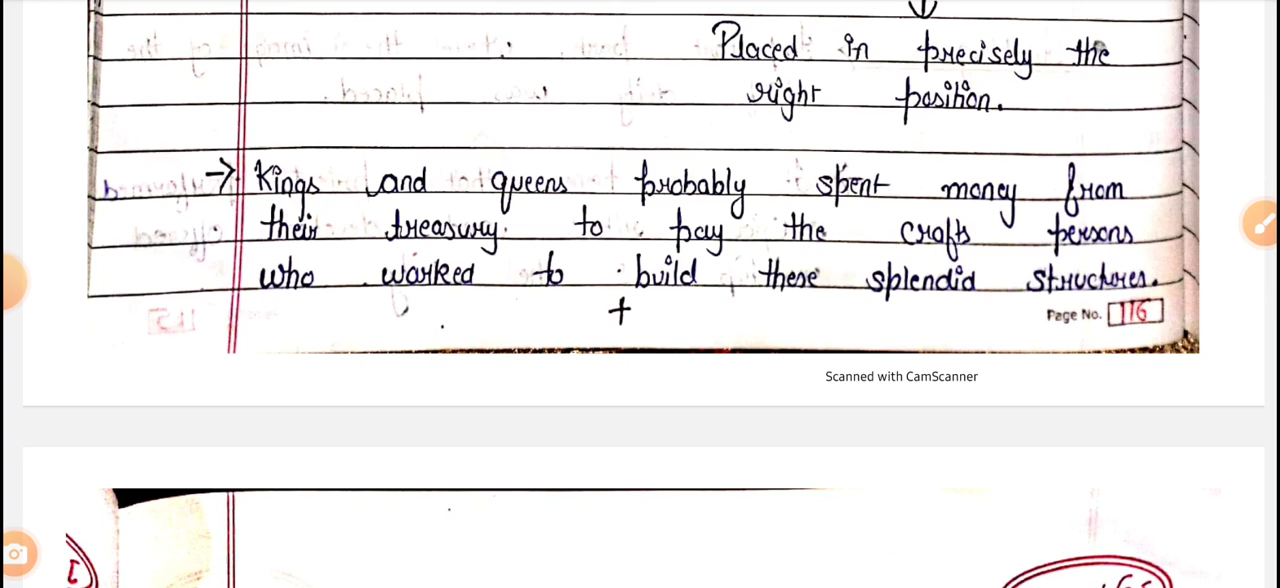 Placed in precisely the
right position.
→ Kings and queens probably spent money from
their treasury to pay the crafts persons
who worked to build these splendid structures.
+
Page No. 116
Scanned with CamScanner